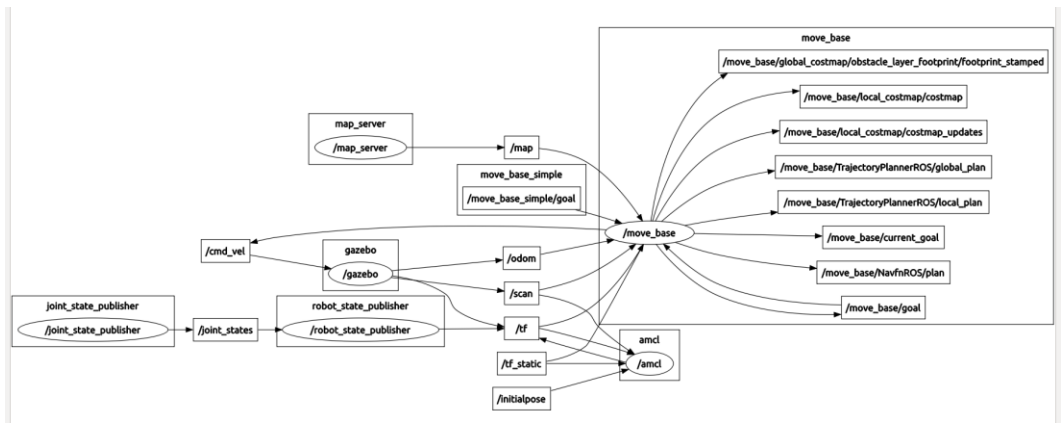 move_base
/move_base/global_costmap/obstacle_layer_footprint/footprint_stamped
/move_base/local_costmap/costmap
map_server
/map_server
/map
/move_base/local_costmap/costmap_updates
move_base_simple
/move_base_simple/goal
/move_base/TrajectoryPlannerROS/global_plan
/move_base/TrajectoryPlannerROS/local_plan
/move_base
/move_base/current_goal
/cmd_vel
gazebo
/gazebo
/odom
/move_base/NavfnROS/plan
/scan
/move_base/goal
joint_state_publisher
/joint_state_publisher
/joint_states
robot_state_publisher
/robot_state_publisher
/tf
amcl
/amcl
/tf_static
/initialpose